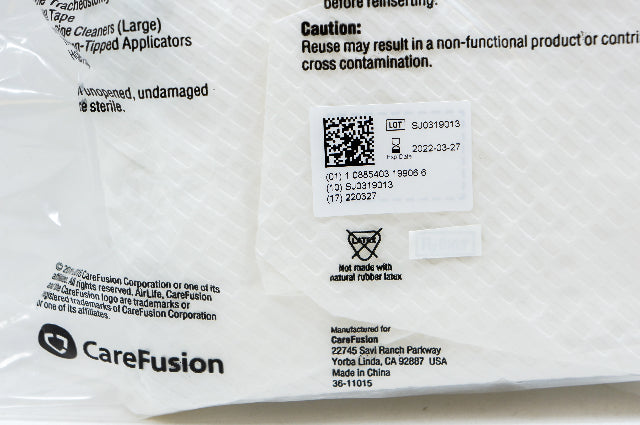 Tracheostomy
Tape
Cleaners (Large)
n-Tipped Applicators
unopened, undamaged
sterile.
before reinserting.
Caution:
Reuse may result in a non-functional product or contri
cross contamination.
LOT SJ0319013
2022-03-27
Exp Date
(01) 1 0885403 19906 6
(10) SJ0319013
(17) 220327
LATEX
Not made with
natural rubber latex
CareFusion Corporation or one of its
All rights reserved. AirLife, CareFusion
CareFusion logo are trademarks or
registered trademarks of CareFusion Corporation
or one of its affiliates.
CareFusion
Manufactured for
CareFusion
22745 Savi Ranch Parkway
Yorba Linda, CA 92887 USA
Made in China
36-11015